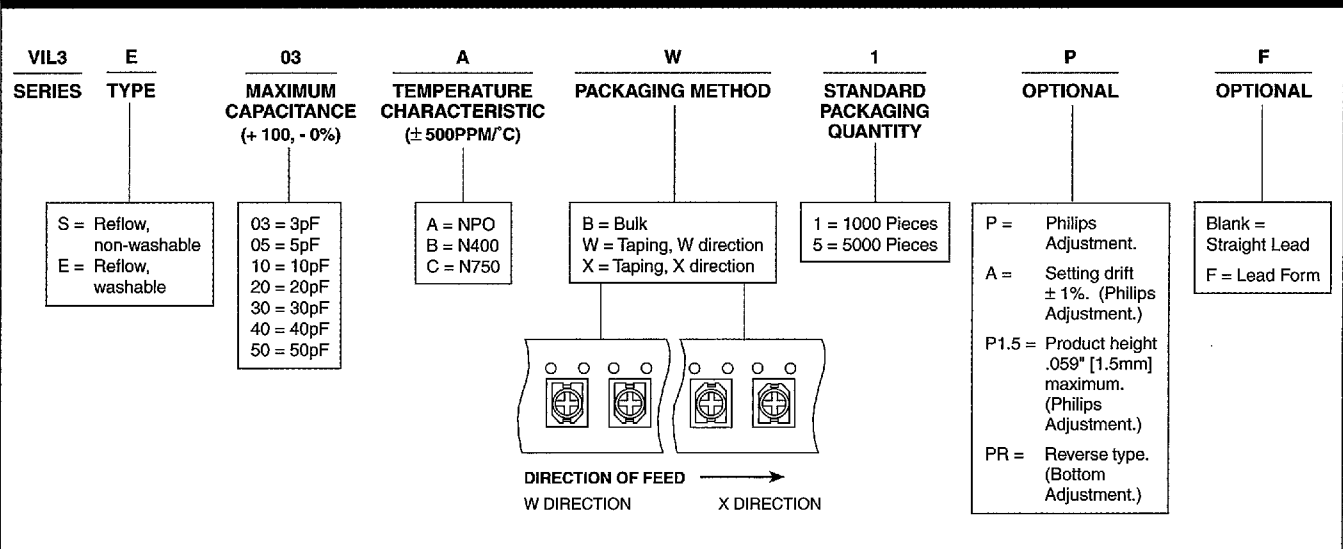 VIL3 E 03 A W 1 P F
SERIES TYPE MAXIMUM TEMPERATURE PACKAGING METHOD STANDARD OPTIONAL OPTIONAL
CAPACITANCE CHARACTERISTIC PACKAGING
(+ 100, - 0%) (± 500PPM/°C) QUANTITY
S = Reflow,
non-washable
E = Reflow,
washable
03 = 3pF
05 = 5pF
10 = 10pF
20 = 20pF
30 = 30pF
40 = 40pF
50 = 50pF
A = NPO
B = N400
C = N750
B = Bulk
W = Taping, W direction
X = Taping, X direction
1 = 1000 Pieces
5 = 5000 Pieces
P = Philips
Adjustment.
A = Setting drift
± 1%. (Philips
Adjustment.)
P1.5 = Product height
.059" [1.5mm]
maximum.
(Philips
Adjustment.)
PR = Reverse type.
(Bottom
Adjustment.)
Blank =
Straight Lead
F = Lead Form
DIRECTION OF FEED
W DIRECTION X DIRECTION